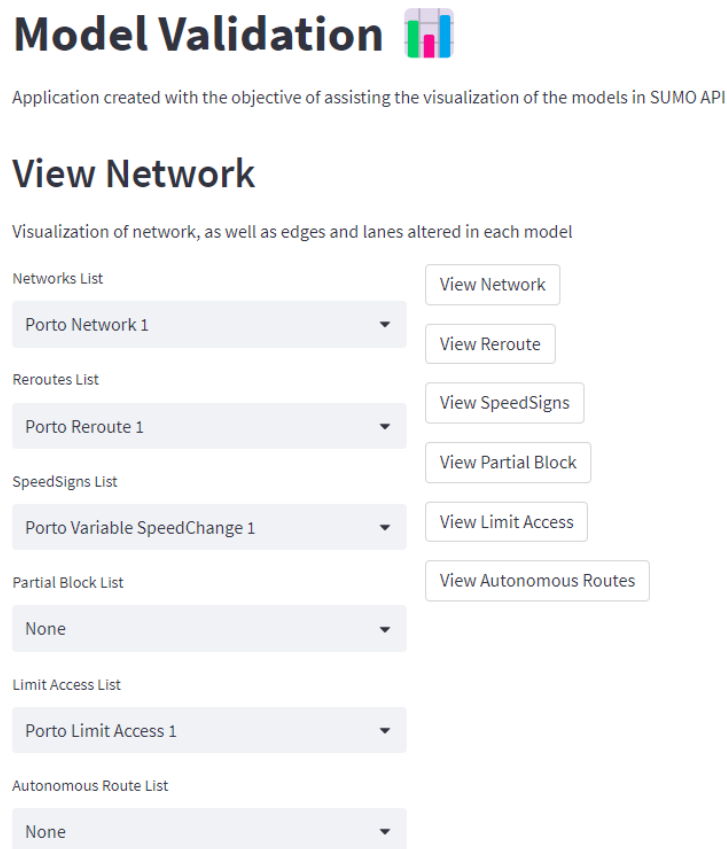 Model Validation
Application created with the objective of assisting the visualization of the models in SUMO API
View Network
Visualization of network, as well as edges and lanes altered in each model
Networks List
Porto Network 1
Reroutes List
Porto Reroute 1
SpeedSigns List
Porto Variable SpeedChange 1
Partial Block List
None
Limit Access List
Porto Limit Access 1
Autonomous Route List
None
View Network
View Reroute
View SpeedSigns
View Partial Block
View Limit Access
View Autonomous Routes